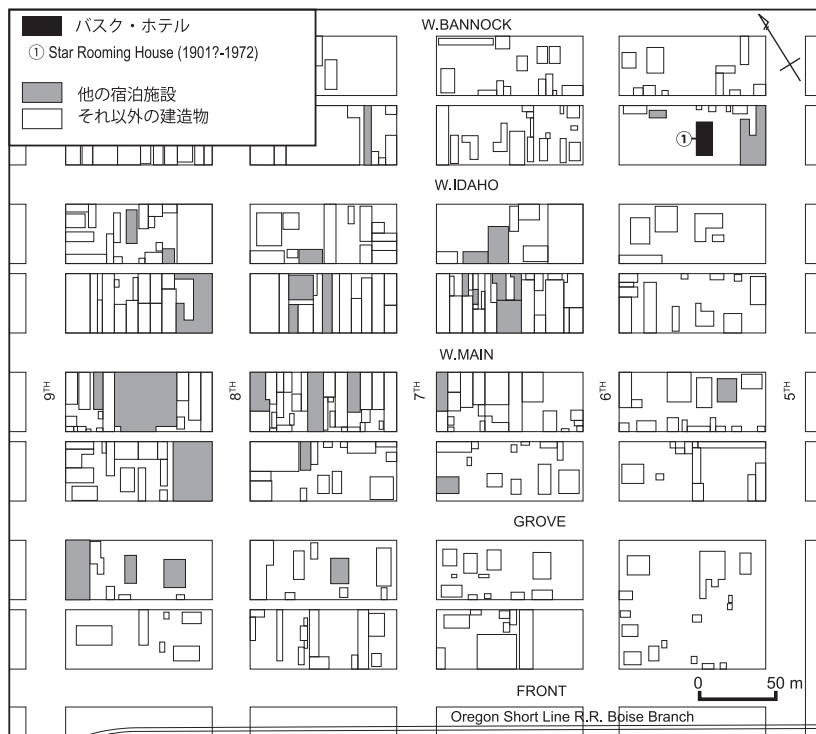 バスク・ホテル
① Star Rooming House (1901?-1972)
他の宿泊施設
それ以外の建造物
W.BANNOCK
①
W.IDAHO
W.MAIN
9TH
8TH
7TH
6TH
5TH
GROVE
FRONT
0 50 m
Oregon Short Line R.R. Boise Branch